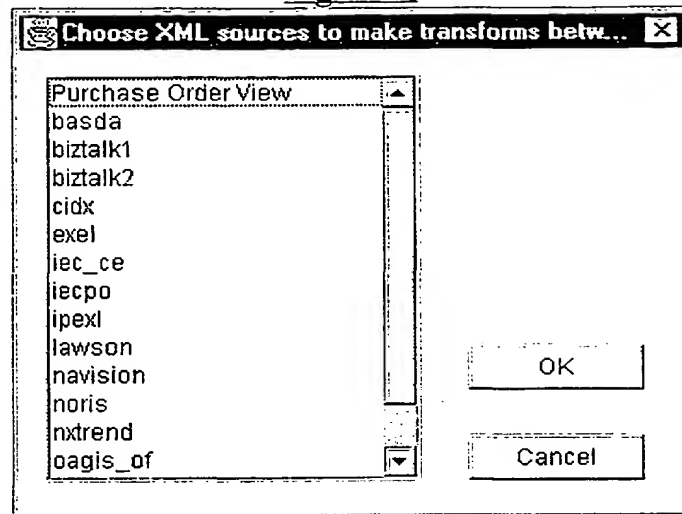 Choose XML sources to make transforms betw...
Purchase Order View
basda
biztalk1
biztalk2
cidx
exel
iec_ce
iecpo
ipexl
lawson
navision
noris
nxtrend
oagis_of
OK
Cancel